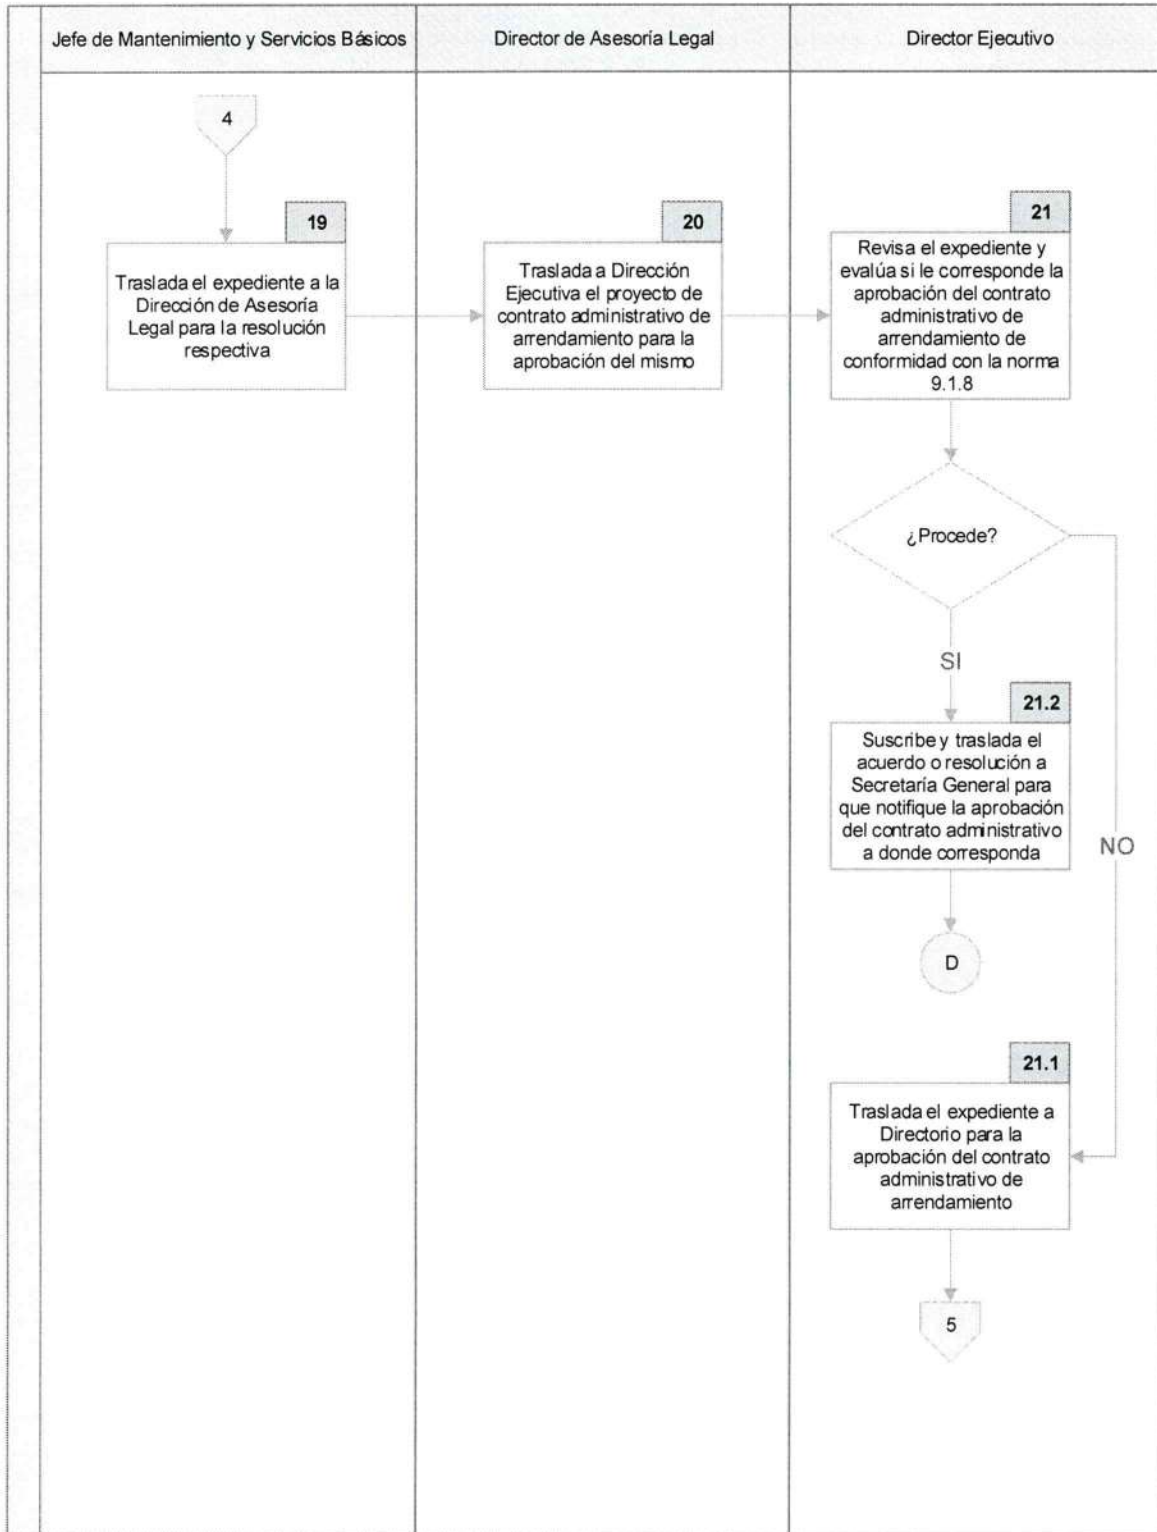 Jefe de Mantenimiento y Servicios Básicos
Director de Asesoría Legal
Director Ejecutivo
4
19
Traslada el expediente a la
Dirección de Asesoría
Legal para la resolución
respectiva
20
Traslada a Dirección
Ejecutiva el proyecto de
contrato administrativo de
arrendamiento para la
aprobación del mismo
21
Revisa el expediente y
evalúa si le corresponde la
aprobación del contrato
administrativo de
arrendamiento de
conformidad con la norma
9.1.8
¿Procede?
SI
NO
21.2
Suscribe y traslada el
acuerdo o resolución a
Secretaría General para
que notifique la aprobación
del contrato administrativo
a donde corresponda
D
21.1
Traslada el expediente a
Directorio para la
aprobación del contrato
administrativo de
arrendamiento
5